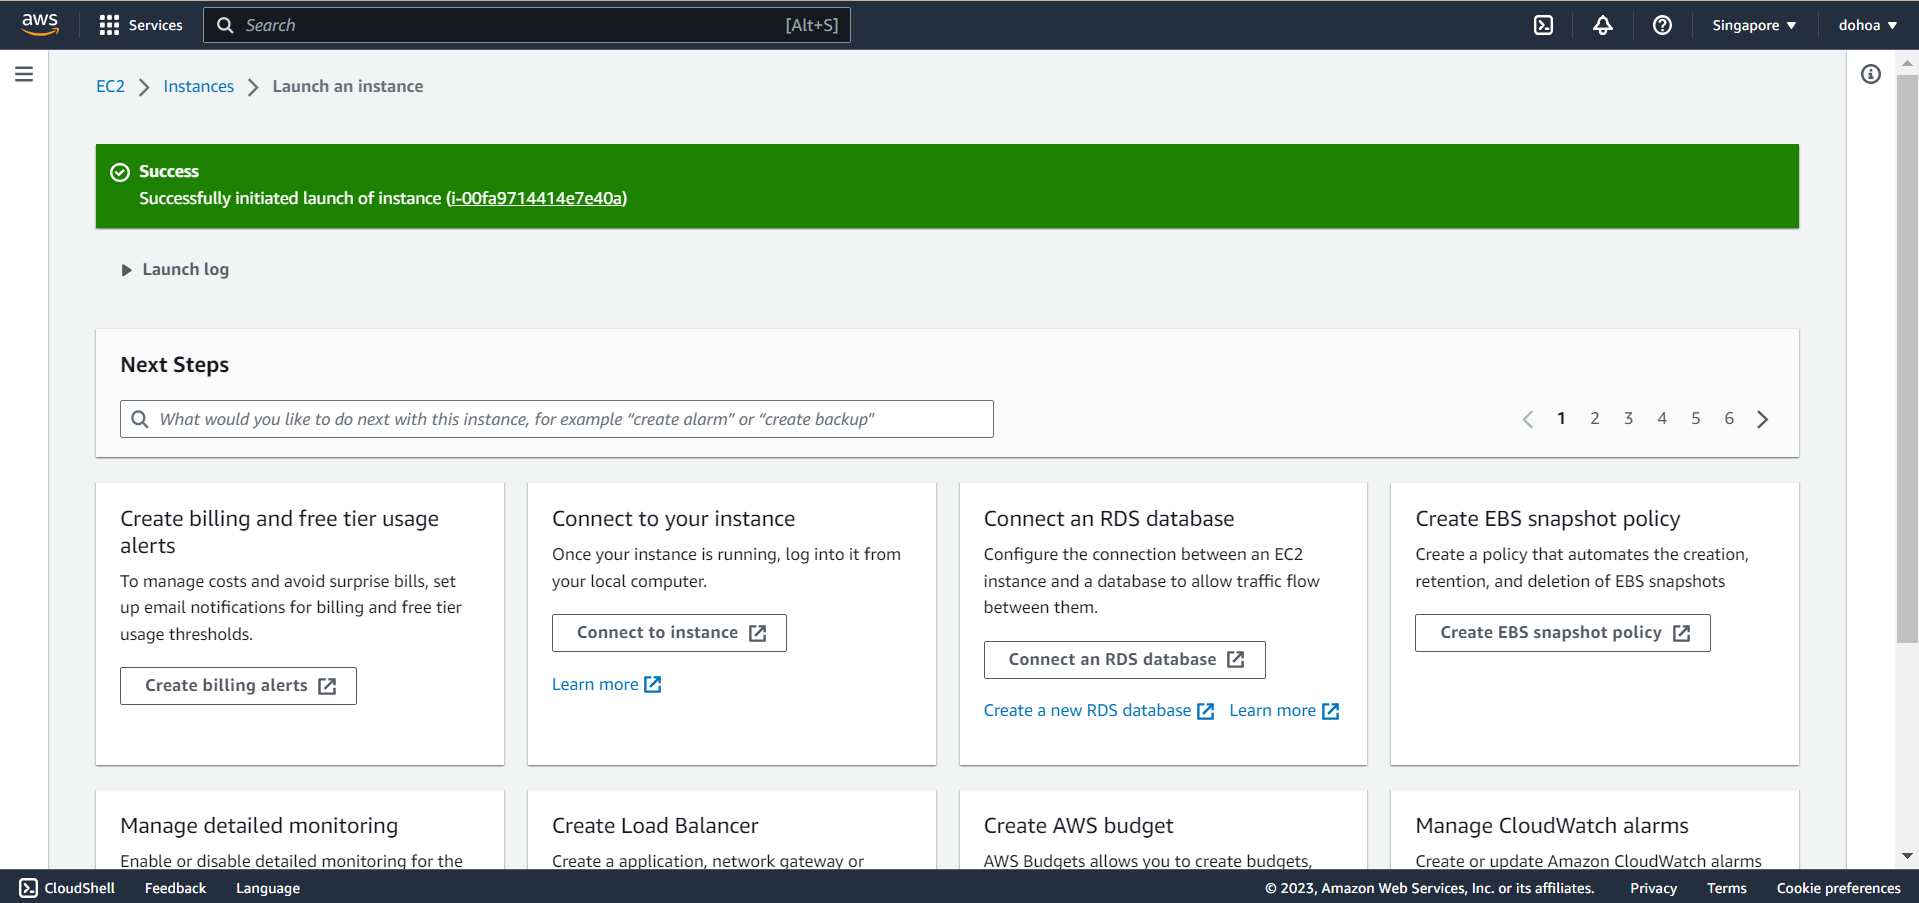 aws
Services
Search [Alt+S]
Singapore
dohoa
EC2 Instances Launch an instance
Success
Successfully initiated launch of instance (i-00fa9714414e7e40a)
Launch log
Next Steps
What would you like to do next with this instance, for example “create alarm” or “create backup"
1 2 3 4 5 6
Create billing and free tier usage
alerts
To manage costs and avoid surprise bills, set
up email notifications for billing and free tier
usage thresholds.
Create billing alerts
Connect to your instance
Once your instance is running, log into it from
your local computer.
Connect to instance
Learn more
Connect an RDS database
Configure the connection between an EC2
instance and a database to allow traffic flow
between them.
Connect an RDS database
Create a new RDS database Learn more
Create EBS snapshot policy
Create a policy that automates the creation,
retention, and deletion of EBS snapshots
Create EBS snapshot policy
Manage detailed monitoring
Enable or disable detailed monitoring for the
Create Load Balancer
Create a application, network gateway or
Create AWS budget
AWS Budgets allows you to create budgets,
Manage CloudWatch alarms
Create or update Amazon CloudWatch alarms
CloudShell Feedback Language
© 2023, Amazon Web Services, Inc. or its affiliates. Privacy Terms Cookie preferences